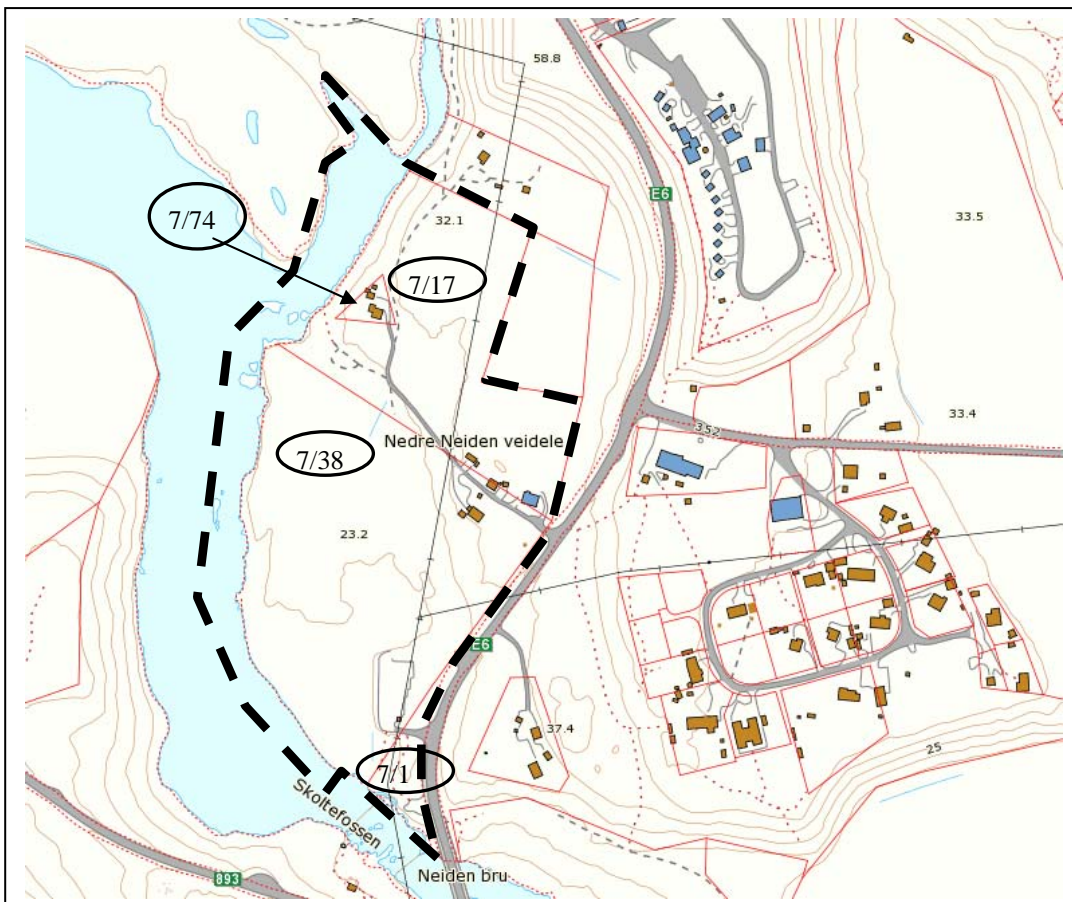 58.8
E6
7/74
32.1
33.5
7/17
33.4
352
Nedre Neiden veidele
7/38
23.2
E6
37.4
25
7/1
Skoltefossen
Neiden bru
893